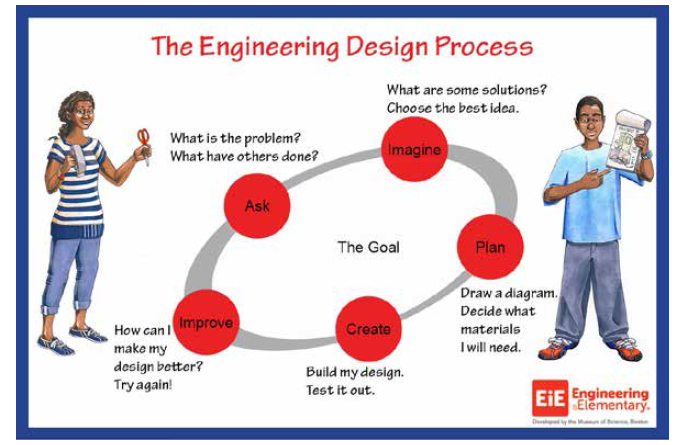 The Engineering Design Process
What are some solutions?
Choose the best idea.
Imagine
What is the problem?
What have others done?
Ask
The Goal
Plan
Draw a diagram.
Decide what
materials
I will need.
Improve
How can I
make my
design better?
Try again!
Create
Build my design.
Test it out.
EiE Engineering
is Elementary.
Developed by the Museum of Science, Boston